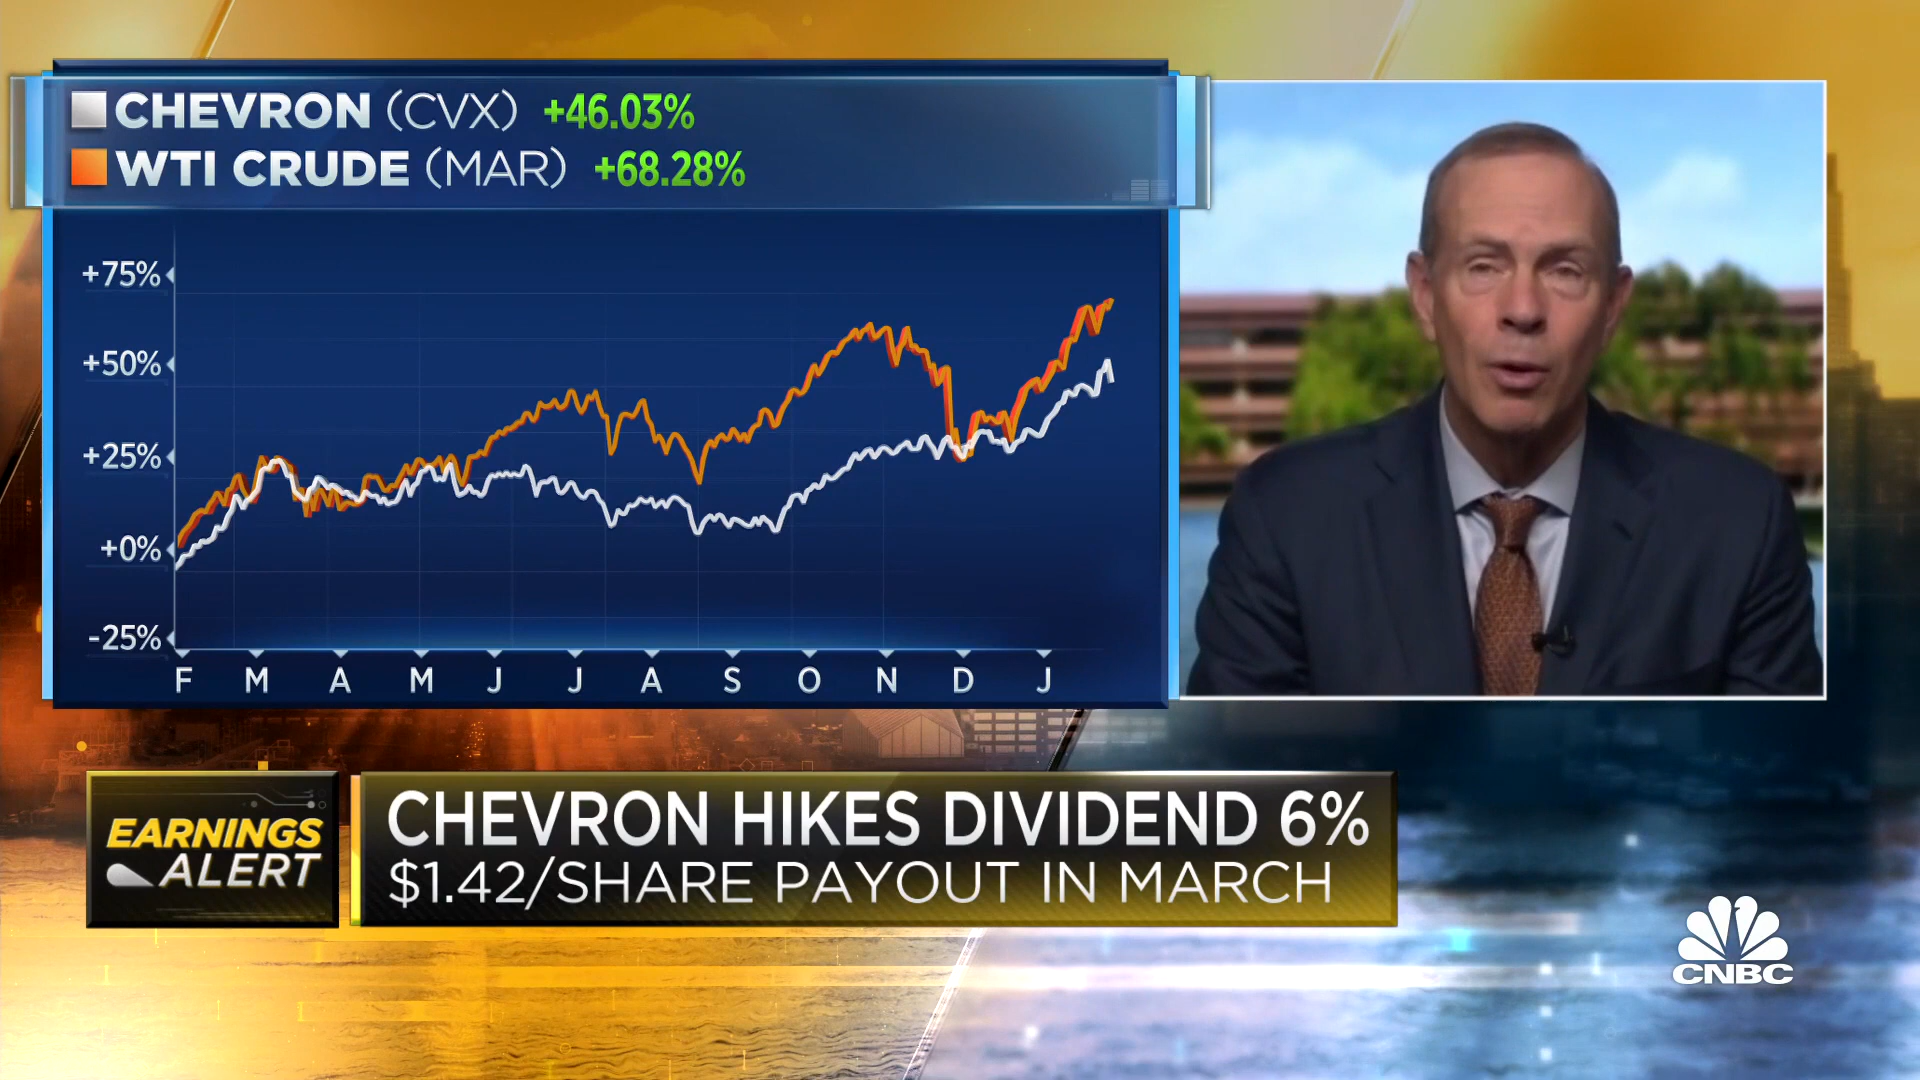 CHEVRON (CVX) +46.03%
WTI CRUDE (MAR) +68.28%
+75%
+50%
+25%
+0%
-25%
F M A M J J A S O N D J
EARNINGS
ALERT
CHEVRON HIKES DIVIDEND 6%
$1.42/SHARE PAYOUT IN MARCH
CNBC